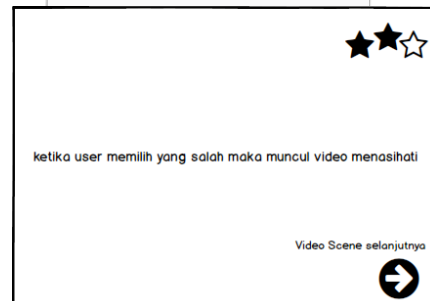 ketika user memilih yang salah maka muncul video menasihati
Video Scene selanjutnya